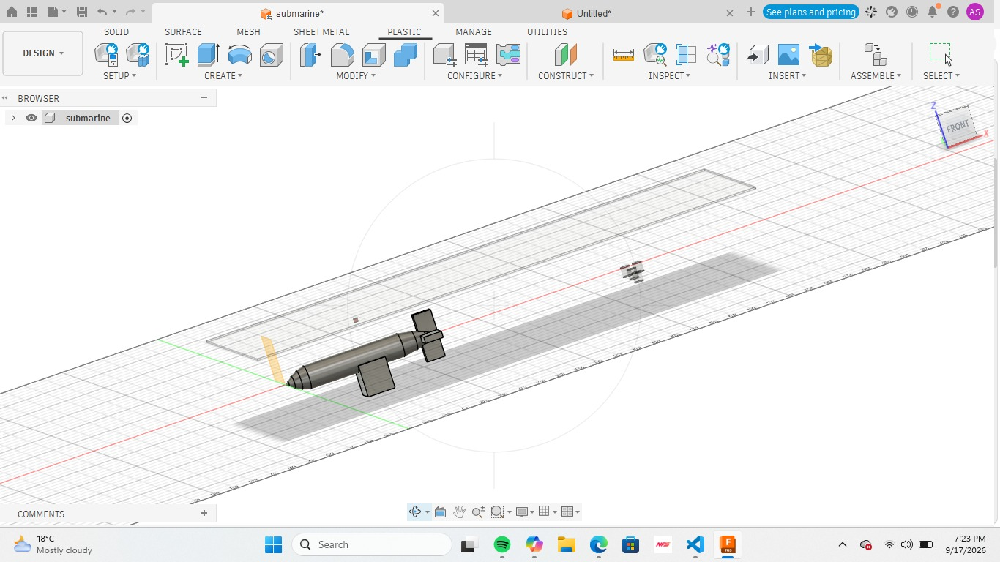 submarine*
Untitled*
See plans and pricing
AS
DESIGN
SOLID
SURFACE
MESH
SHEET METAL
PLASTIC
MANAGE
UTILITIES
SETUP
CREATE
MODIFY
CONFIGURE
CONSTRUCT
INSPECT
INSERT
ASSEMBLE
SELECT
BROWSER
submarine
Z
FRONT
X
COMMENTS
18°C
Mostly cloudy
Search
NFS
F
FUS
7:23 PM
9/17/2026